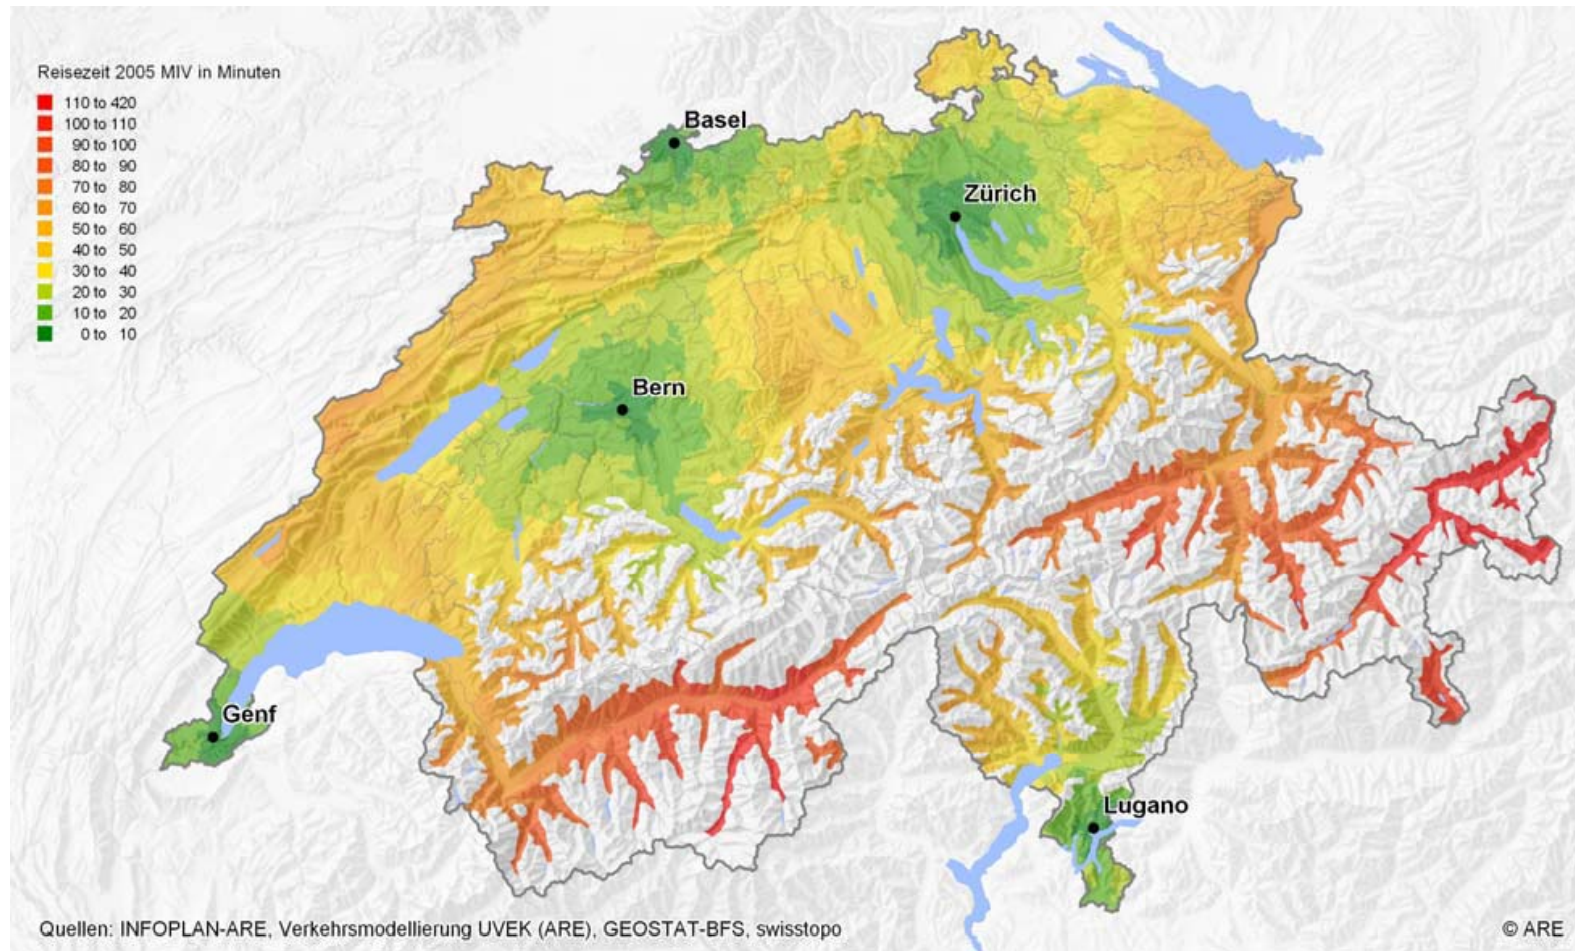 Reisezeit 2005 MIV in Minuten
110 to 420
100 to 110
90 to 100
80 to 90
70 to 80
60 to 70
50 to 60
40 to 50
30 to 40
20 to 30
10 to 20
0 to 10
Basel
Zürich
Bern
Genf
Lugano
Quellen: INFOPLAN-ARE, Verkehrsmodellierung UVEK (ARE), GEOSTAT-BFS, swisstopo
© ARE